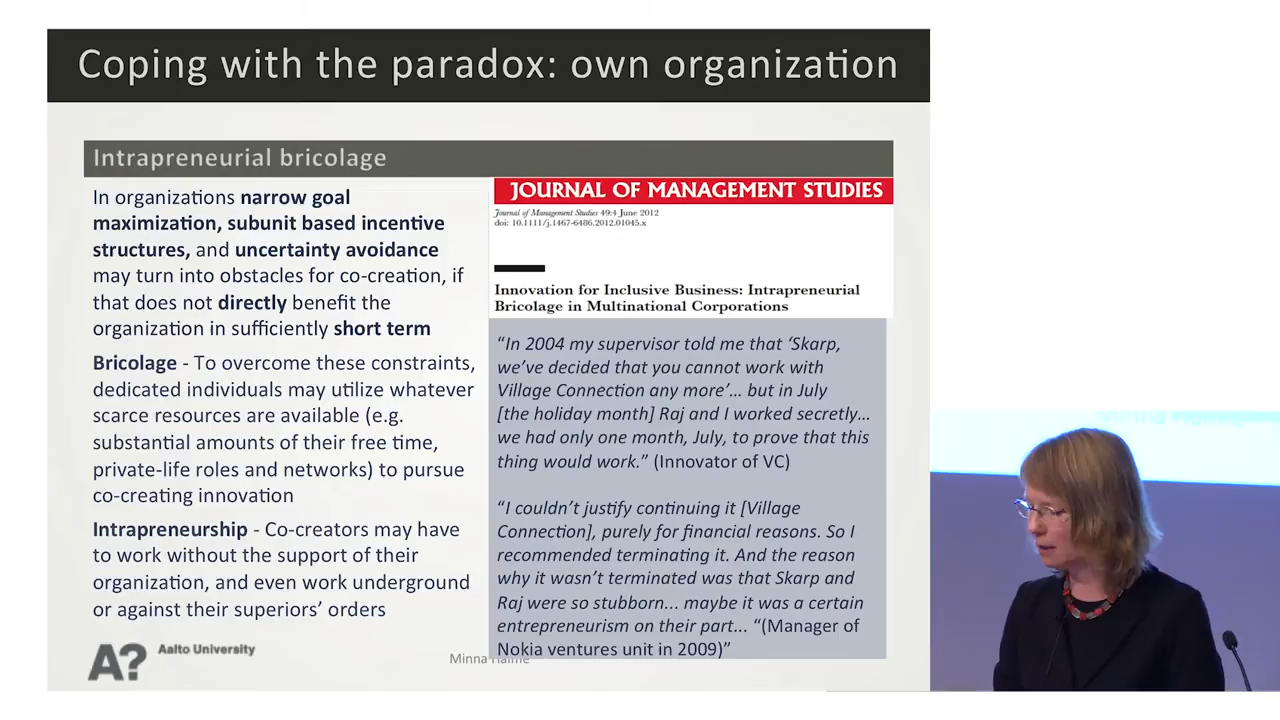 Coping with the paradox: own organization
Intrapreneurial bricolage
In organizations narrow goal
maximization, subunit based incentive
structures, and uncertainty avoidance
may turn into obstacles for co-creation, if
that does not directly benefit the
organization in sufficiently short term
Bricolage - To overcome these constraints,
dedicated individuals may utilize whatever
scarce resources are available (e.g.
substantial amounts of their free time,
private-life roles and networks) to pursue
co-creating innovation
Intrapreneurship - Co-creators may have
to work without the support of their
organization, and even work underground
or against their superiors’ orders
JOURNAL OF MANAGEMENT STUDIES
Journal of Management Studies 49:4 June 2012
doi: 10.1111/j.1467-6486.2012.01045.x
Innovation for Inclusive Business: Intrapreneurial
Bricolage in Multinational Corporations
“In 2004 my supervisor told me that ‘Skarp,
we’ve decided that you cannot work with
Village Connection any more’… but in July
[the holiday month] Raj and I worked secretly…
we had only one month, July, to prove that this
thing would work.” (Innovator of VC)
“I couldn’t justify continuing it [Village
Connection], purely for financial reasons. So I
recommended terminating it. And the reason
why it wasn’t terminated was that Skarp and
Raj were so stubborn... maybe it was a certain
entrepreneurism on their part... “(Manager of
Nokia ventures unit in 2009)”
A? Aalto University
Minna Halme
Minna